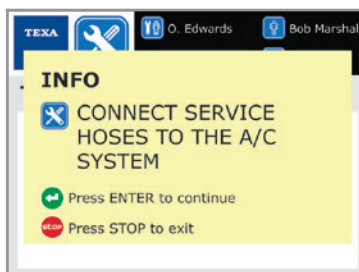 TEXA
O. Edwards
Bob Marshal
INFO
CONNECT SERVICE
HOSES TO THE A/C
SYSTEM
Press ENTER to continue
STOP Press STOP to exit